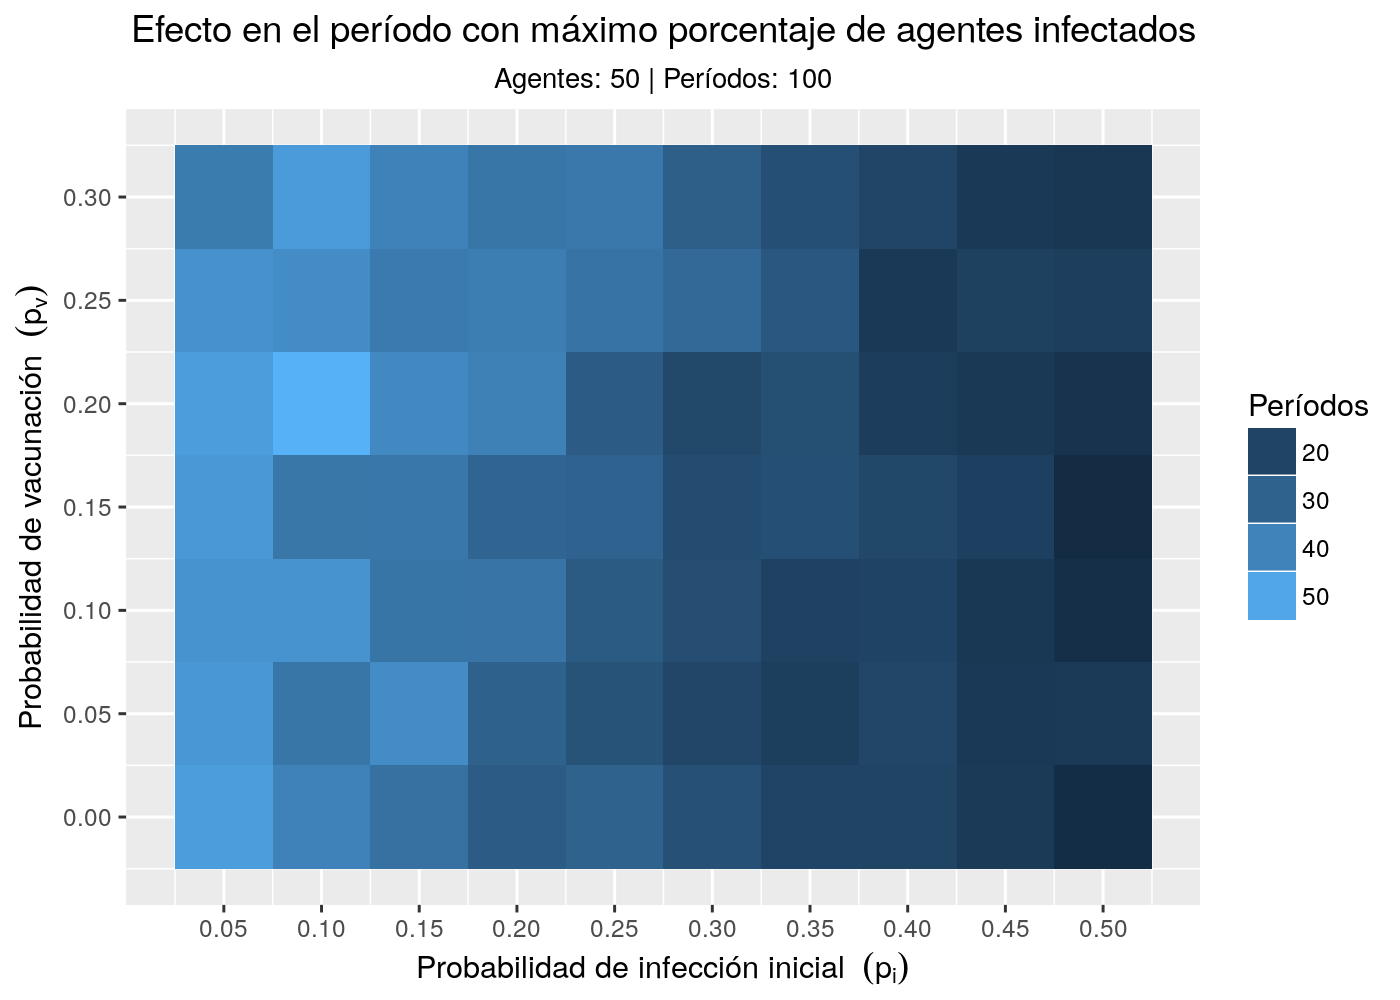 Efecto en el período con máximo porcentaje de agentes infectados
Agentes: 50 | Períodos: 100
Probabilidad de vacunación (pᵥ)
0.30
0.25
0.20
0.15
0.10
0.05
0.00
0.05 0.10 0.15 0.20 0.25 0.30 0.35 0.40 0.45 0.50
Probabilidad de infección inicial (pᵢ)
Períodos
20
30
40
50